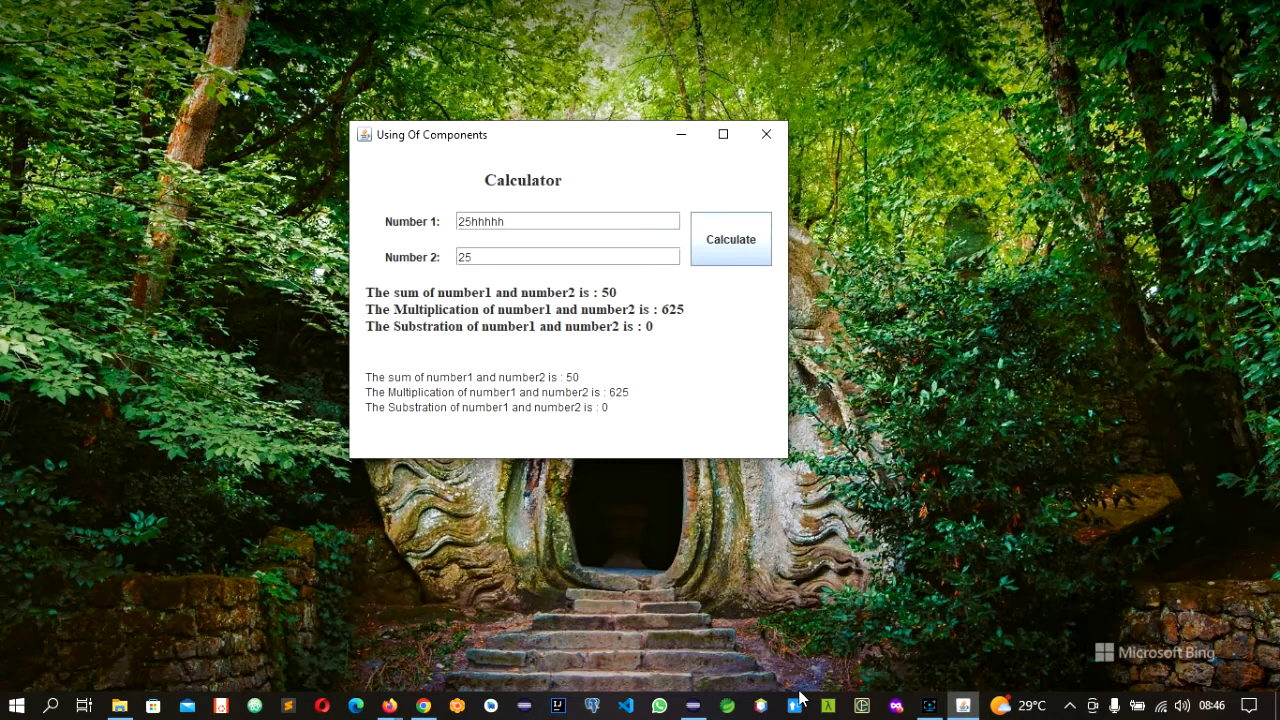 Using Of Components
Calculator
Number 1:
25hhhhh
Calculate
Number 2:
25
The sum of number1 and number2 is : 50
The Multiplication of number1 and number2 is : 625
The Substration of number1 and number2 is : 0
The sum of number1 and number2 is : 50
The Multiplication of number1 and number2 is : 625
The Substration of number1 and number2 is : 0
Microsoft Bing
29°C
08:46